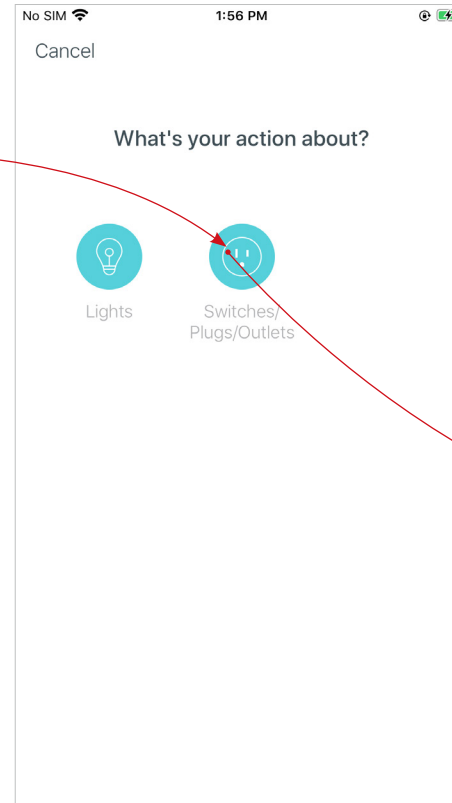 No SIM 1:56 PM
Cancel
What's your action about?
Lights
Switches/
Plugs/Outlets